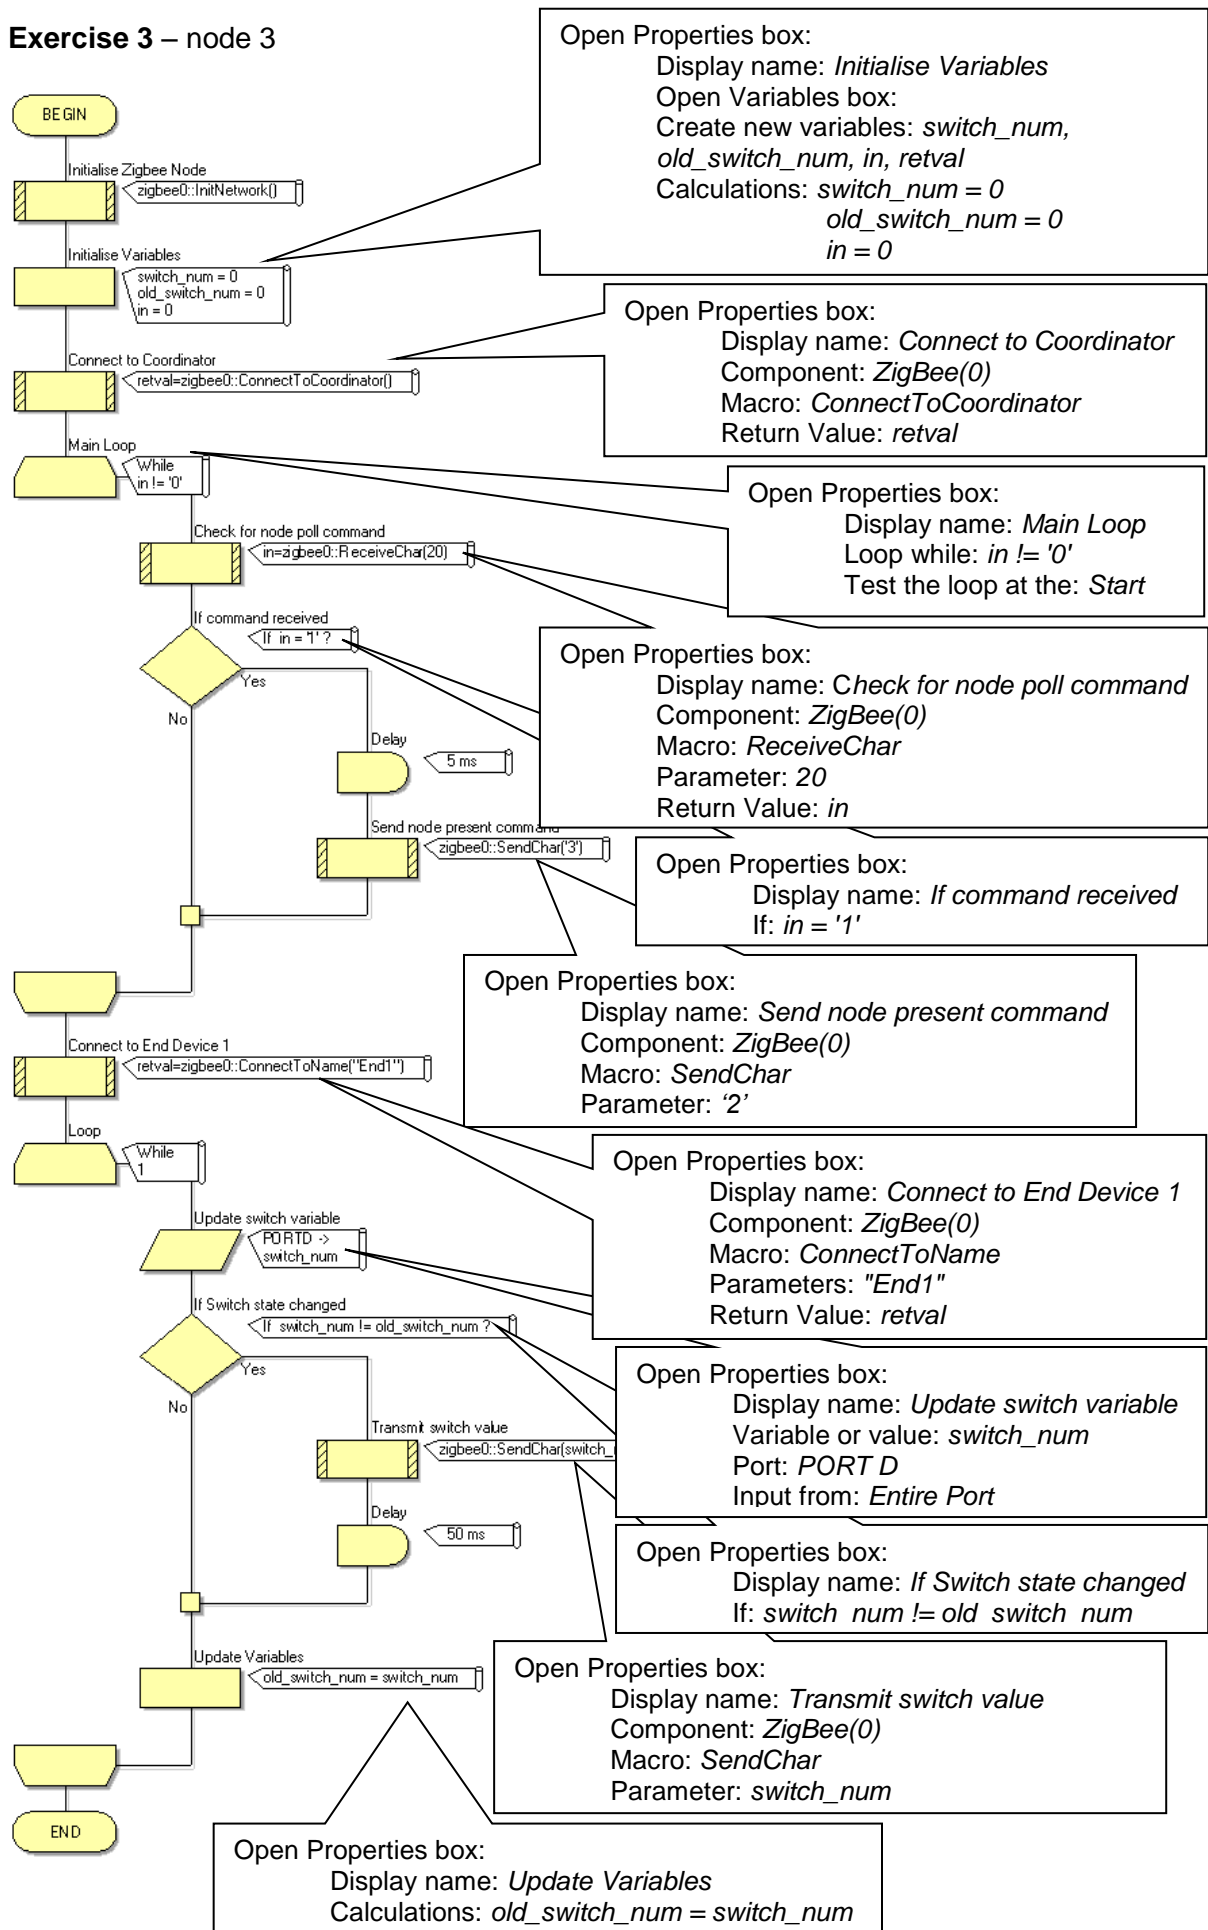 Exercise 3 – node 3
BEGIN
Initialise Zigbee Node
zigbee0::InitNetwork()
Initialise Variables
switch_num = 0
old_switch_num = 0
in = 0
Connect to Coordinator
retval=zigbee0::ConnectToCoordinator()
Main Loop
While
in != '0'
Check for node poll command
in=zigbee0::ReceiveChar(20)
If command received
If in = '1' ?
Yes
No
Delay
5 ms
Send node present command
zigbee0::SendChar('3')
Connect to End Device 1
retval=zigbee0::ConnectToName("End1")
Loop
While
1
Update switch variable
PORTD ->
switch_num
If Switch state changed
If switch_num != old_switch_num ?
Yes
No
Transmit switch value
zigbee0::SendChar(switch_
Delay
50 ms
Update Variables
old_switch_num = switch_num
END
Open Properties box:
Display name: Initialise Variables
Open Variables box:
Create new variables: switch_num,
old_switch_num, in, retval
Calculations: switch_num = 0
old_switch_num = 0
in = 0
Open Properties box:
Display name: Connect to Coordinator
Component: ZigBee(0)
Macro: ConnectToCoordinator
Return Value: retval
Open Properties box:
Display name: Main Loop
Loop while: in != '0'
Test the loop at the: Start
Open Properties box:
Display name: Check for node poll command
Component: ZigBee(0)
Macro: ReceiveChar
Parameter: 20
Return Value: in
Open Properties box:
Display name: If command received
If: in = '1'
Open Properties box:
Display name: Send node present command
Component: ZigBee(0)
Macro: SendChar
Parameter: ‘2’
Open Properties box:
Display name: Connect to End Device 1
Component: ZigBee(0)
Macro: ConnectToName
Parameters: "End1"
Return Value: retval
Open Properties box:
Display name: Update switch variable
Variable or value: switch_num
Port: PORT D
Input from: Entire Port
Open Properties box:
Display name: If Switch state changed
If: switch_num != old_switch_num
Open Properties box:
Display name: Transmit switch value
Component: ZigBee(0)
Macro: SendChar
Parameter: switch_num
Open Properties box:
Display name: Update Variables
Calculations: old_switch_num = switch_num